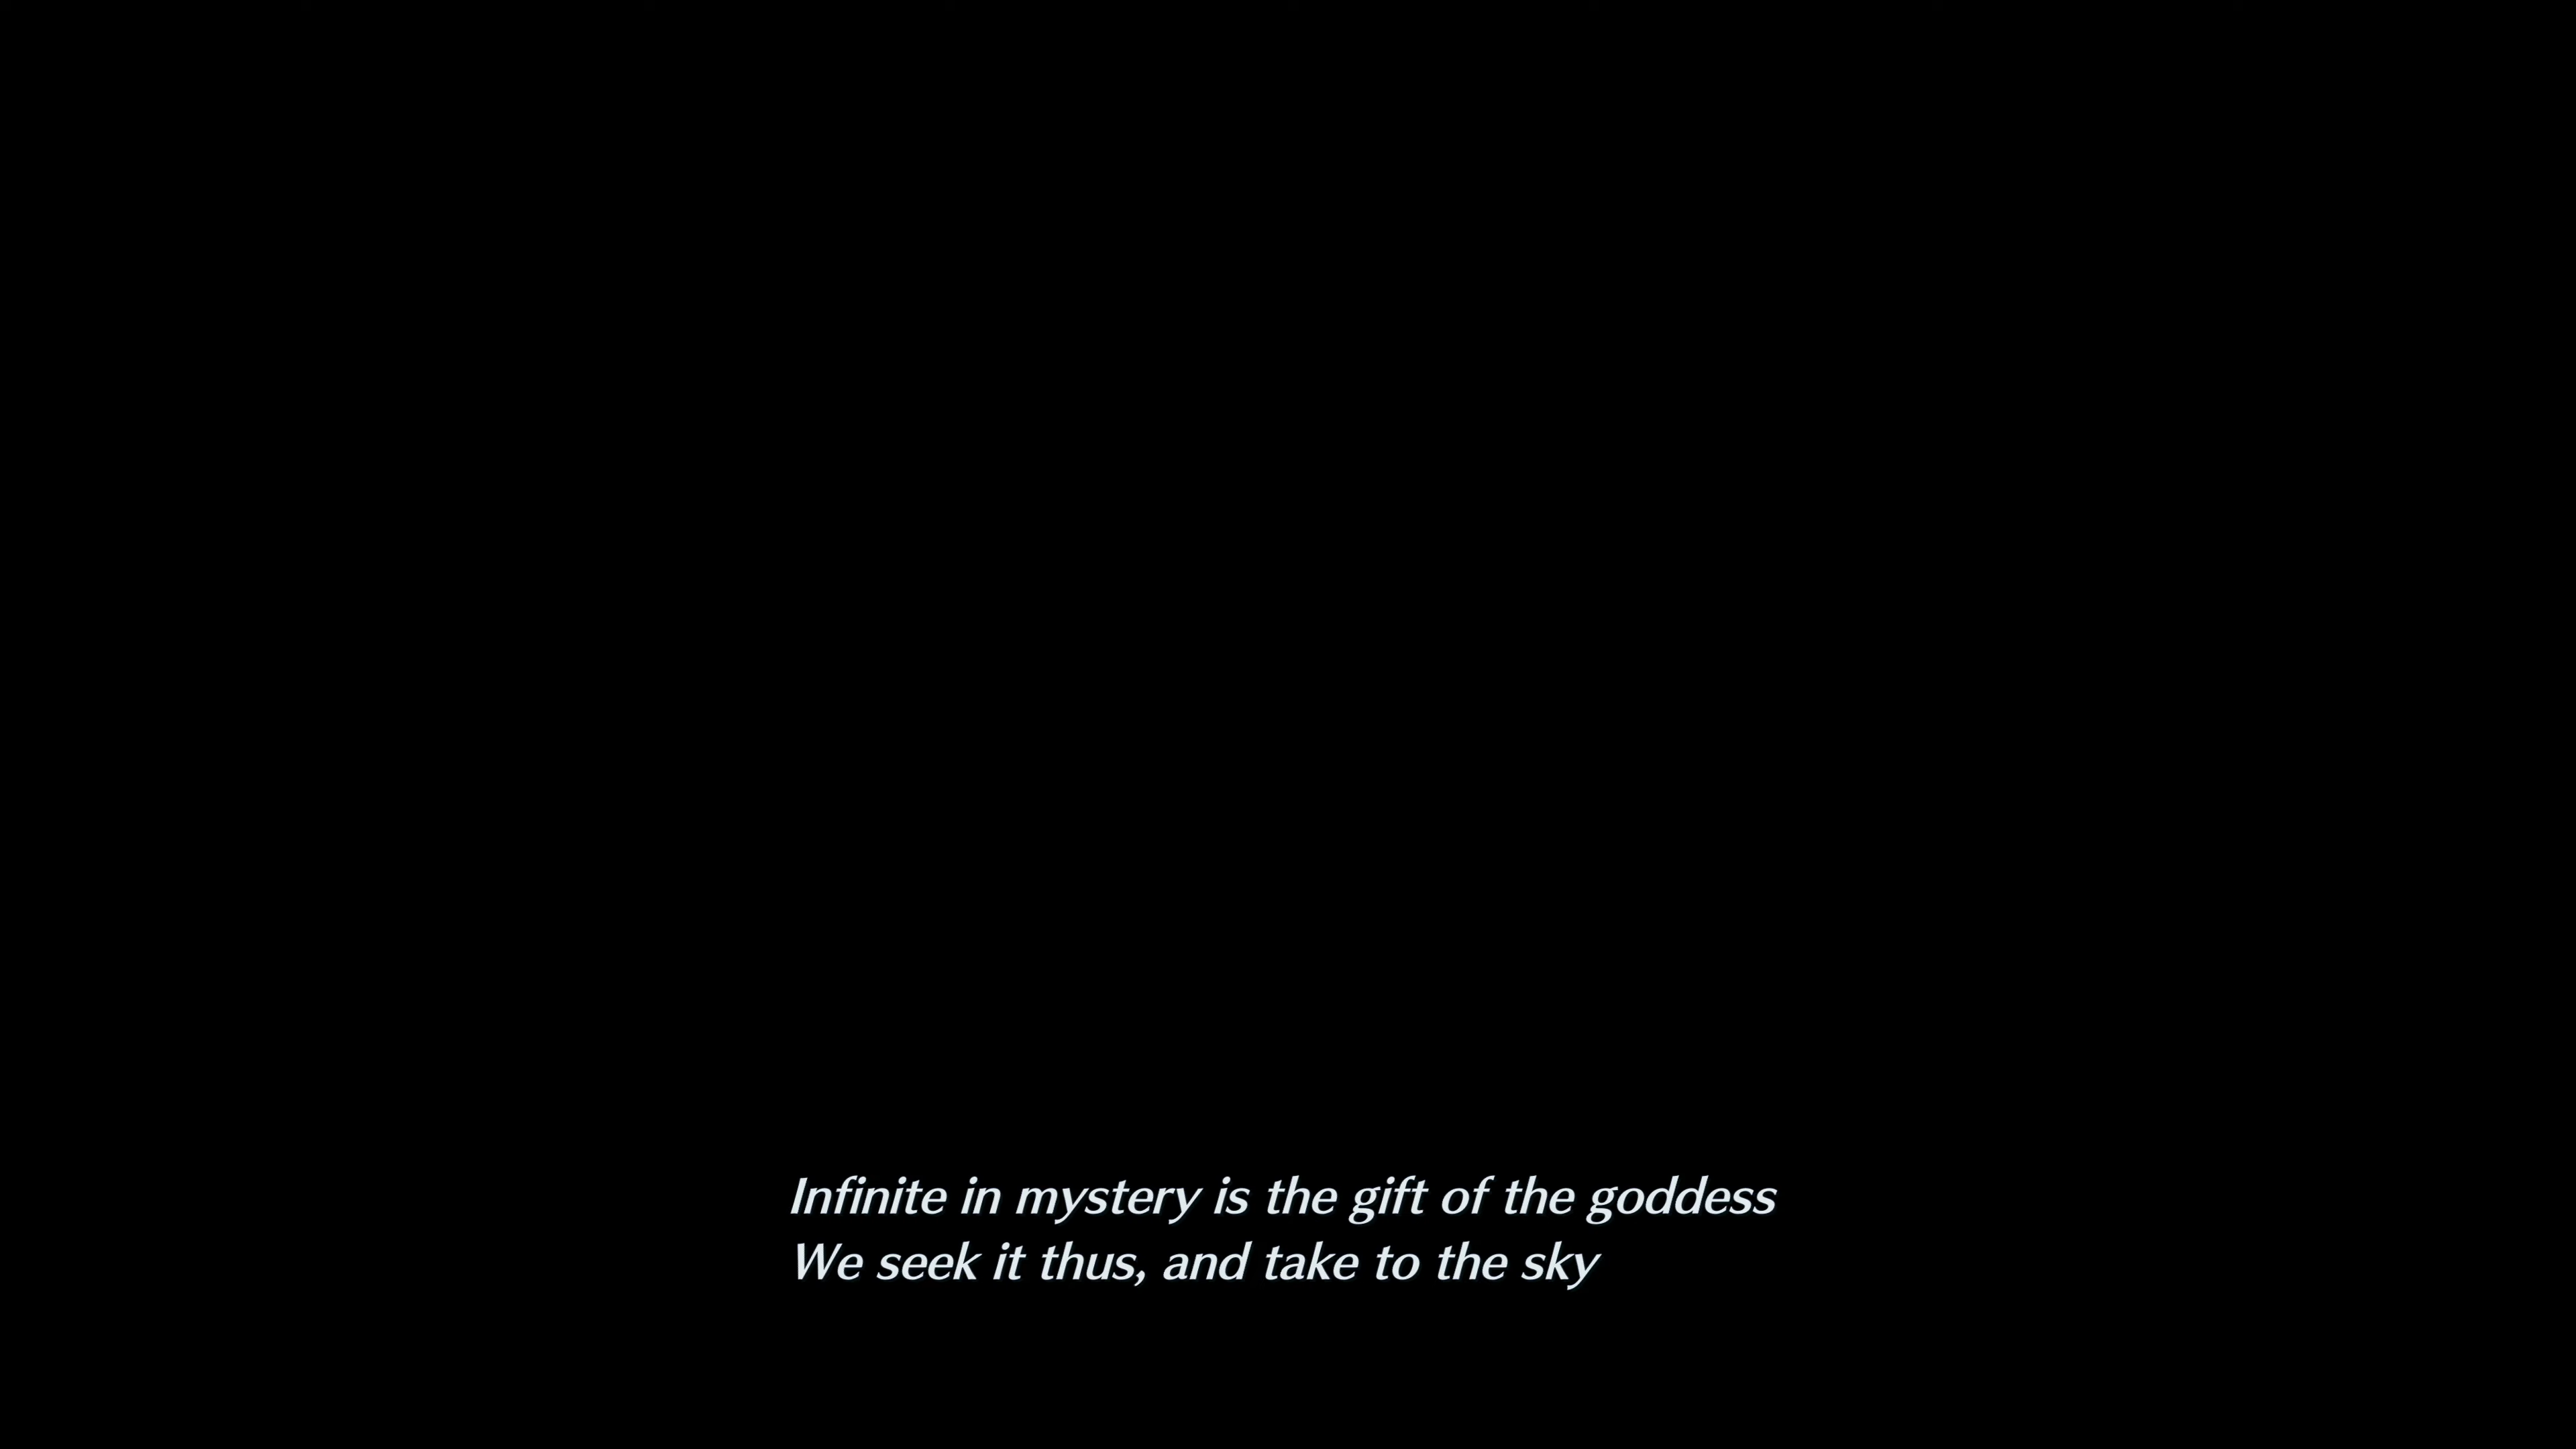 Infinite in mystery is the gift of the goddess
We seek it thus, and take to the sky